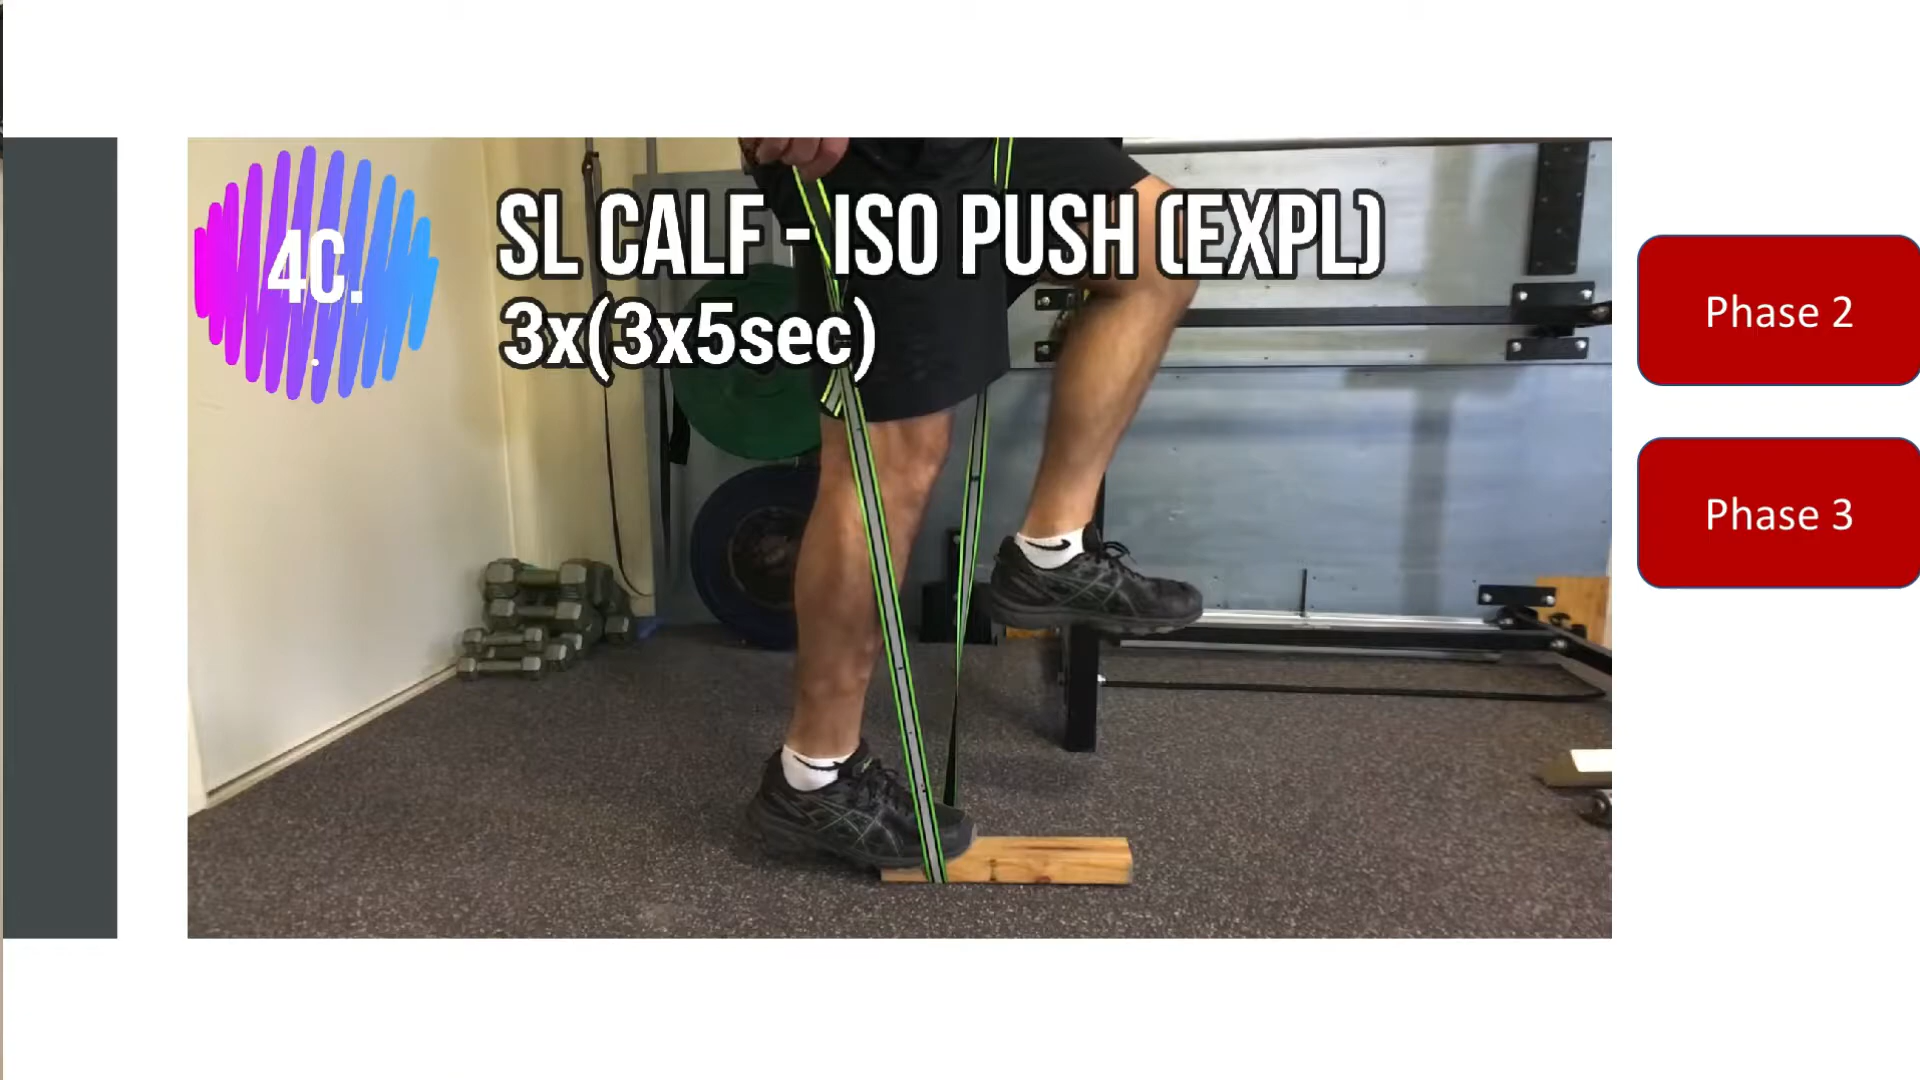 4C.
SL CALF - ISO PUSH (EXPL)
3x(3x5sec)
Phase 2
Phase 3